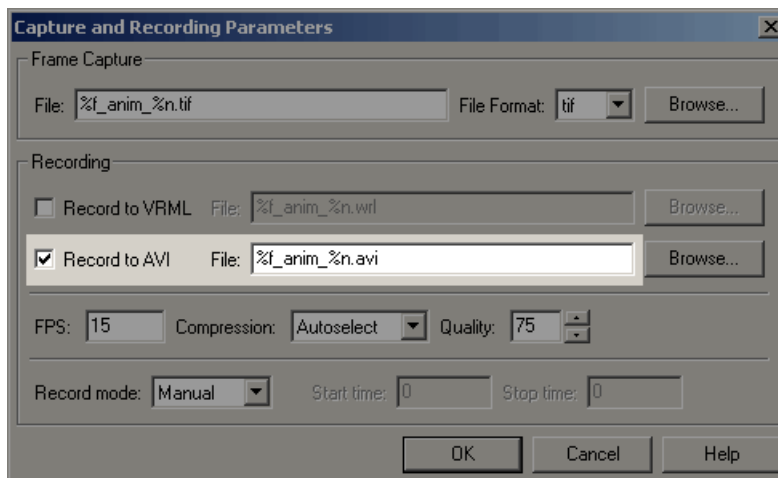 Capture and Recording Parameters
Frame Capture
File: %f_anim_%n.tif File Format: tif Browse...
Recording
Record to VRML File: %f_anim_%n.wrl Browse...
Record to AVI File: %f_anim_%n.avi Browse...
FPS: 15 Compression: Autoselect Quality: 75
Record mode: Manual Start time: 0 Stop time: 0
OK Cancel Help